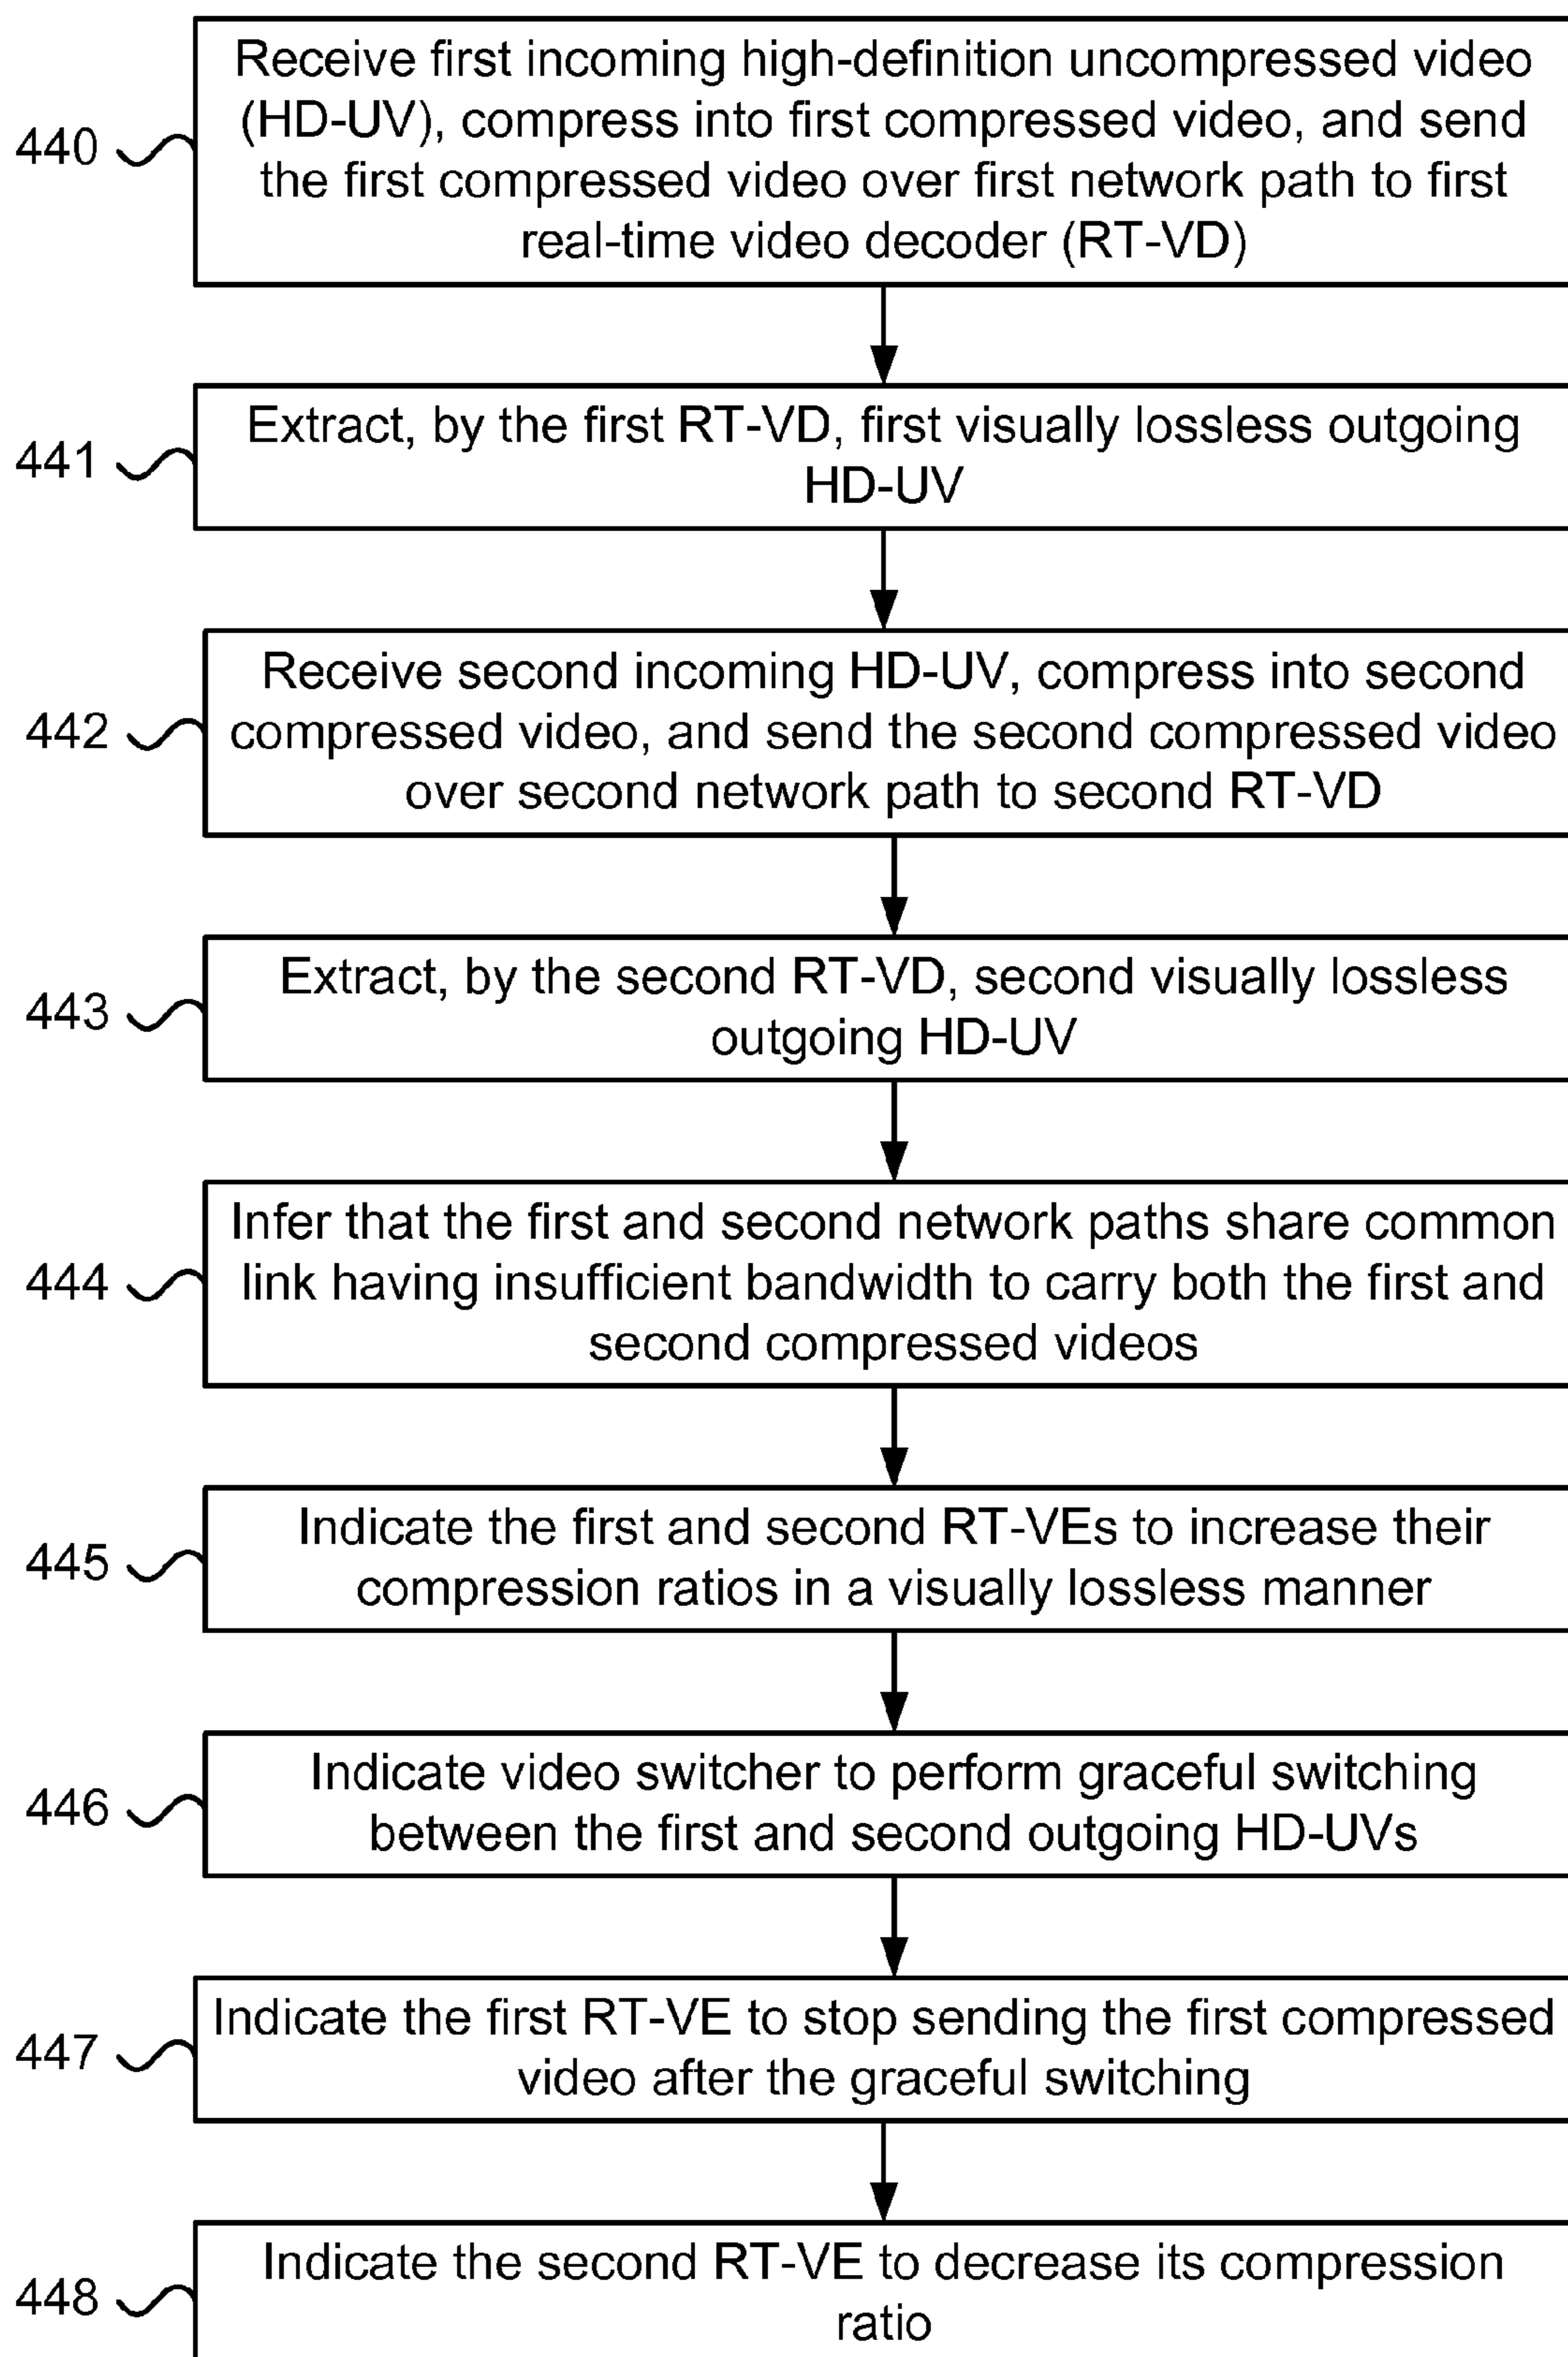 440
Receive first incoming high-definition uncompressed video
(HD-UV), compress into first compressed video, and send
the first compressed video over first network path to first
real-time video decoder (RT-VD)
441
Extract, by the first RT-VD, first visually lossless outgoing
HD-UV
442
Receive second incoming HD-UV, compress into second
compressed video, and send the second compressed video
over second network path to second RT-VD
443
Extract, by the second RT-VD, second visually lossless
outgoing HD-UV
444
Infer that the first and second network paths share common
link having insufficient bandwidth to carry both the first and
second compressed videos
445
Indicate the first and second RT-VEs to increase their
compression ratios in a visually lossless manner
446
Indicate video switcher to perform graceful switching
between the first and second outgoing HD-UVs
447
Indicate the first RT-VE to stop sending the first compressed
video after the graceful switching
448
Indicate the second RT-VE to decrease its compression
ratio